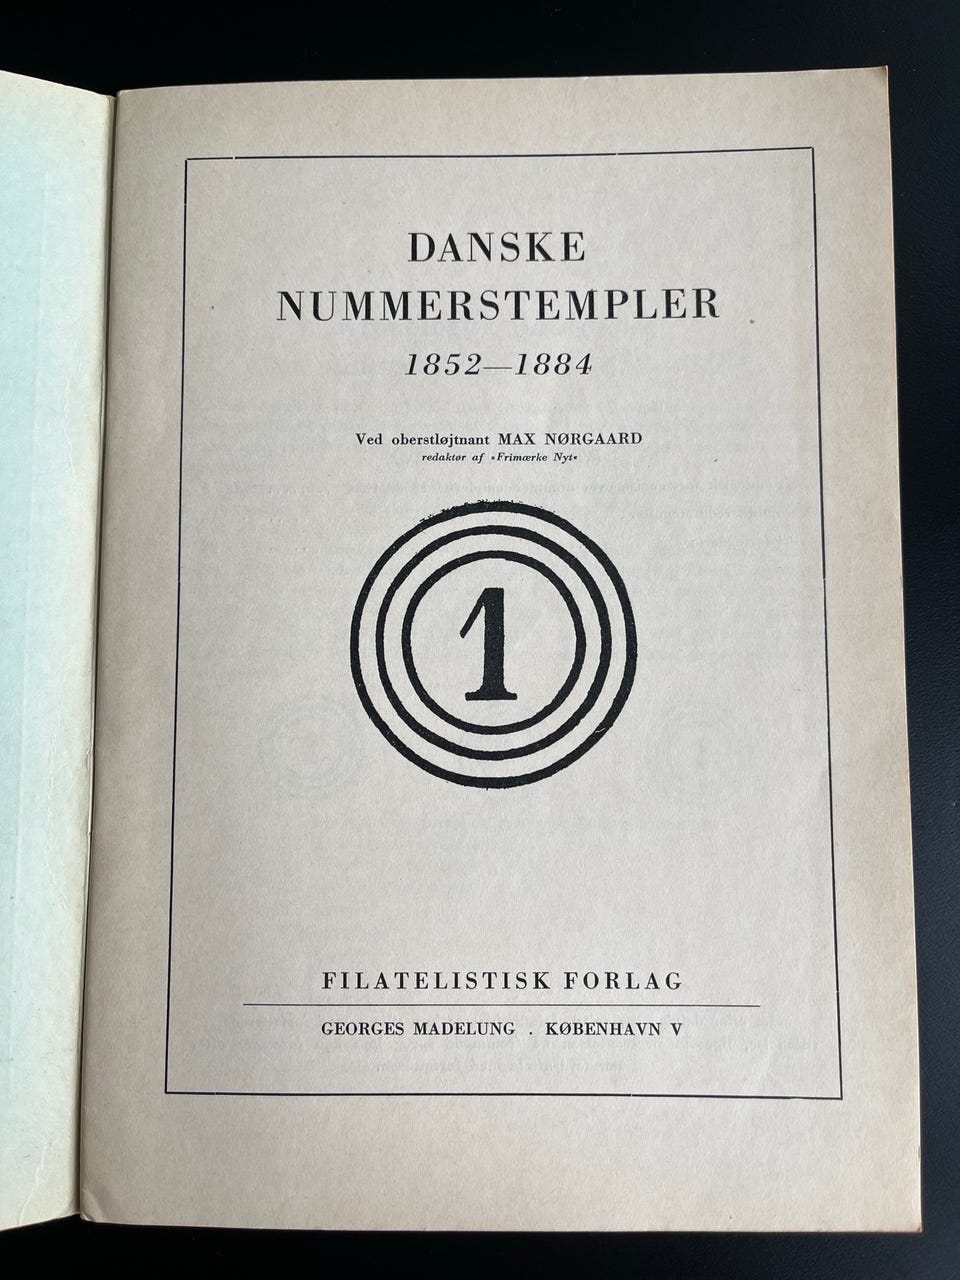 DANSKE
NUMMERSTEMPLER
1852—1884
Ved oberstløjtnant MAX NØRGAARD
redaktør af »Frimærke Nyt«
1
FILATELISTISK FORLAG
GEORGES MADELUNG . KØBENHAVN V